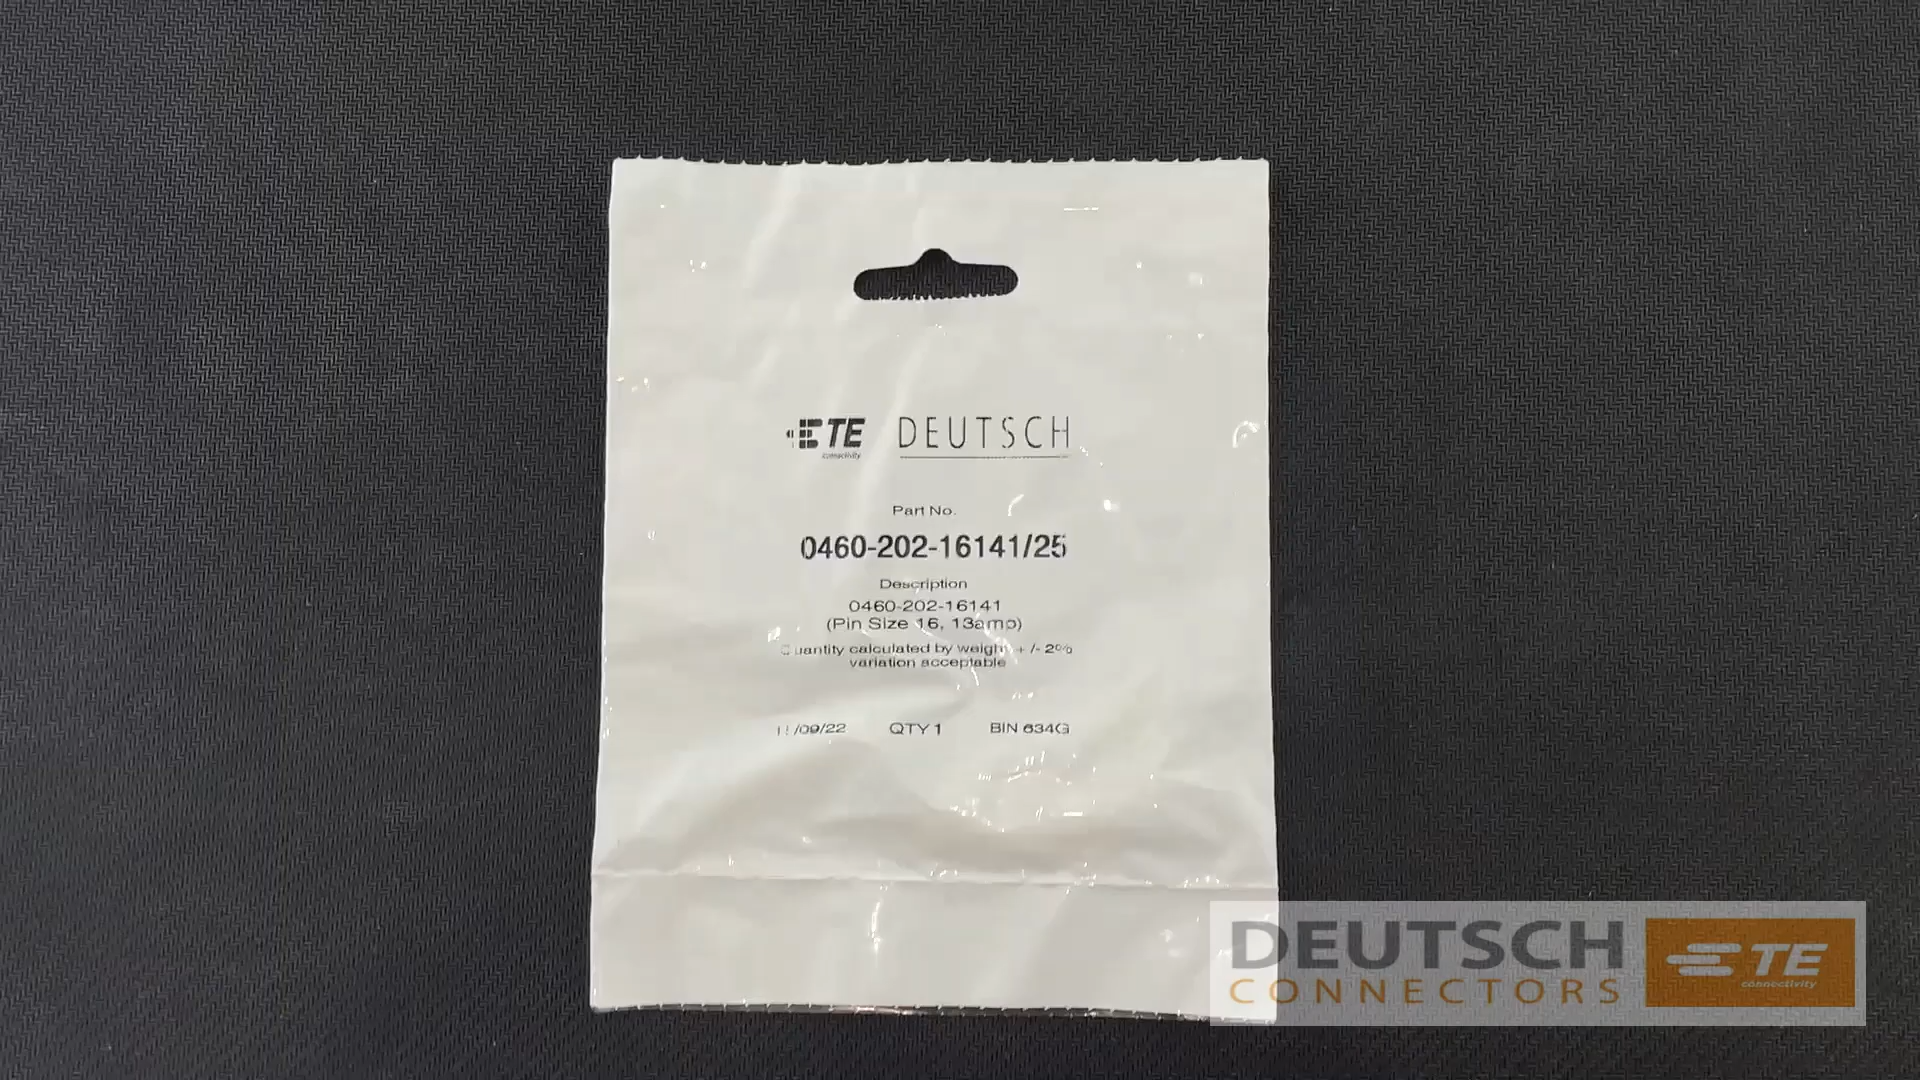 TE DEUTSCH
connectivity
Part No.
0460-202-16141/25
Description
0460-202-16141
(Pin Size 16, 13amp)
Quantity calculated by weight +/- 2%
variation acceptable
/09/22 QTY 1 BIN 634G
DEUTSCH
CONNECTORS
TE
connectivity